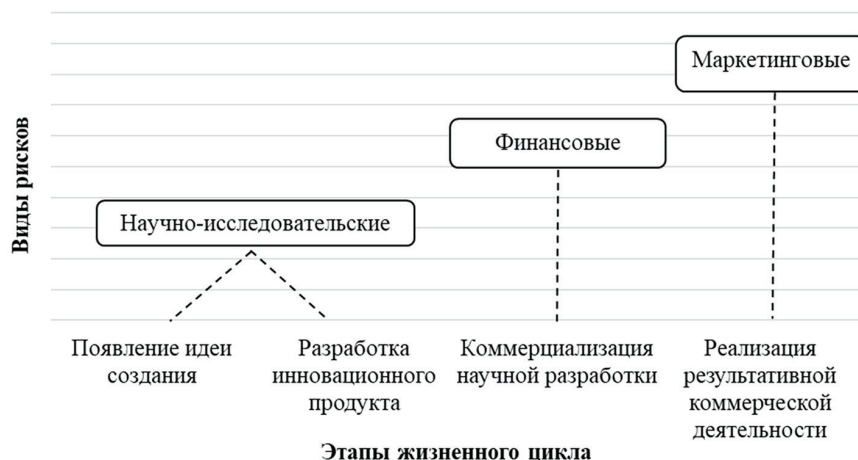 Маркетинговые
Финансовые
Научно-исследовательские
Виды рисков
Появление идеи
создания
Разработка
инновационного
продукта
Коммерциализация
научной разработки
Реализация
результативной
коммерческой
деятельности
Этапы жизненного цикла